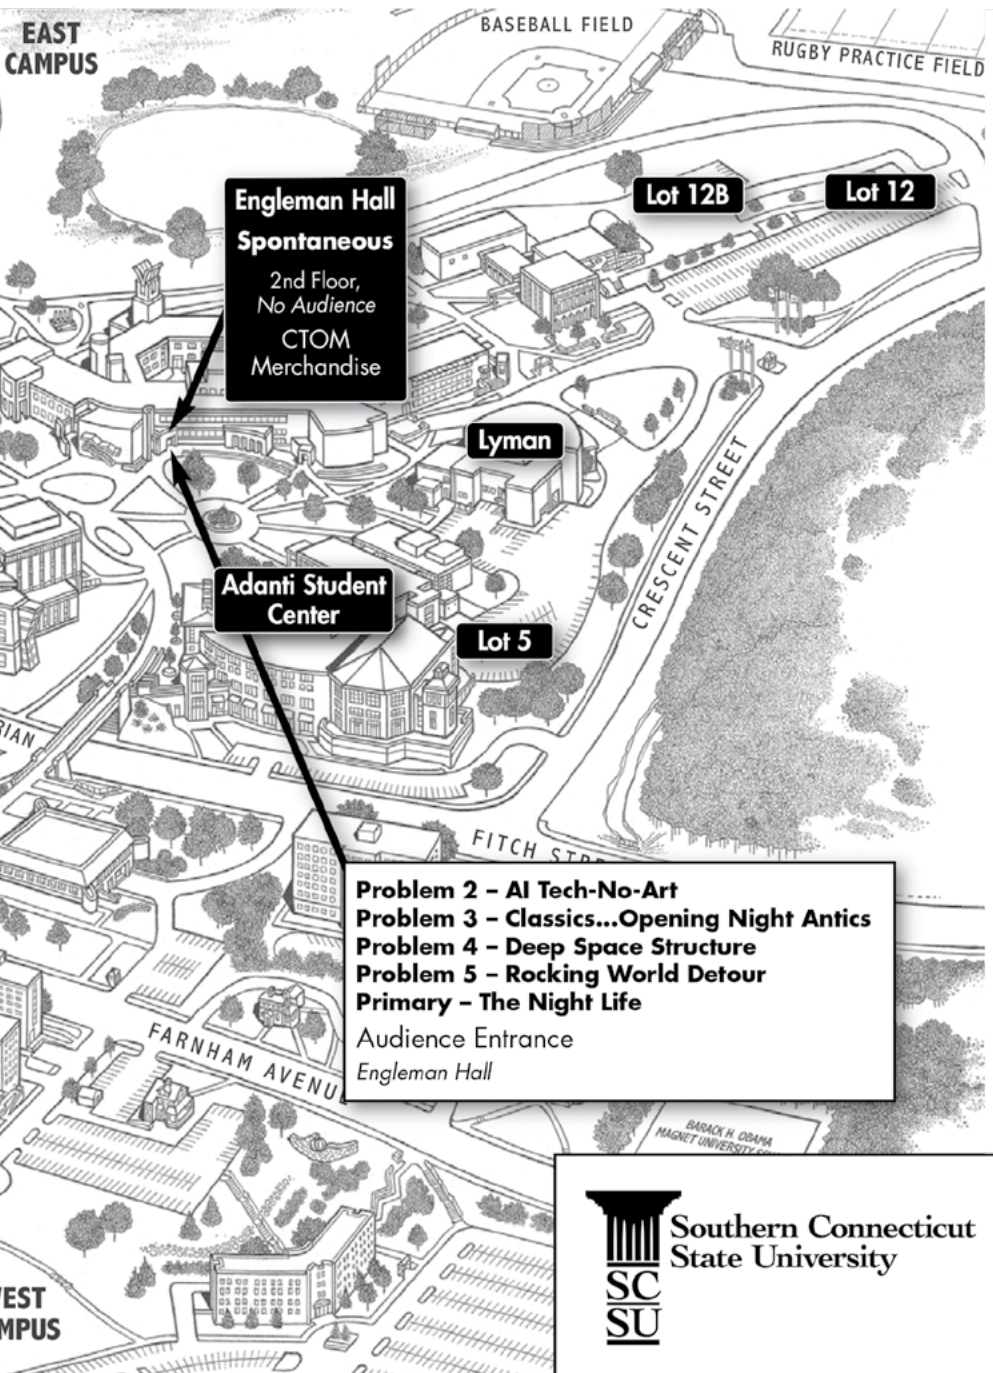 EAST
CAMPUS
BASEBALL FIELD
RUGBY PRACTICE FIELD
Engleman Hall
Spontaneous
2nd Floor,
No Audience
CTOM
Merchandise
Lot 12B
Lot 12
Lyman
CRESCENT STREET
Adanti Student
Center
Lot 5
RIAN
FITCH STRE
Problem 2 – AI Tech-No-Art
Problem 3 – Classics...Opening Night Antics
Problem 4 – Deep Space Structure
Problem 5 – Rocking World Detour
Primary – The Night Life
Audience Entrance
Engleman Hall
FARNHAM AVENU
BARACK H. OBAMA
MAGNET UNIVERSITY
EST
MPUS
Southern Connecticut
State University
SC
SU